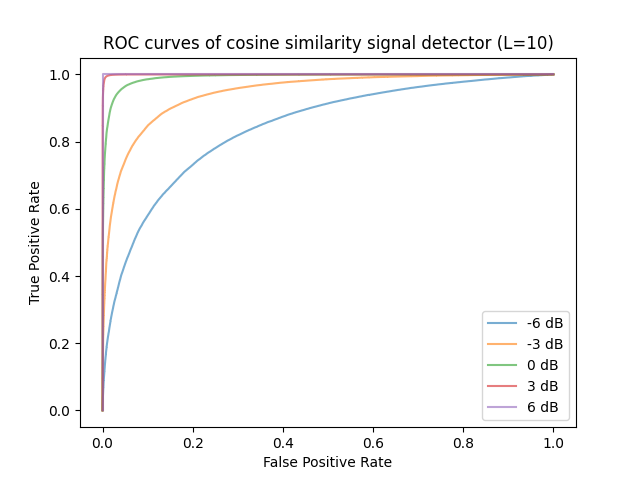 ROC curves of cosine similarity signal detector (L=10)
True Positive Rate
1.0
0.8
0.6
0.4
0.2
0.0
-6 dB
-3 dB
0 dB
3 dB
6 dB
0.0 0.2 0.4 0.6 0.8 1.0
False Positive Rate